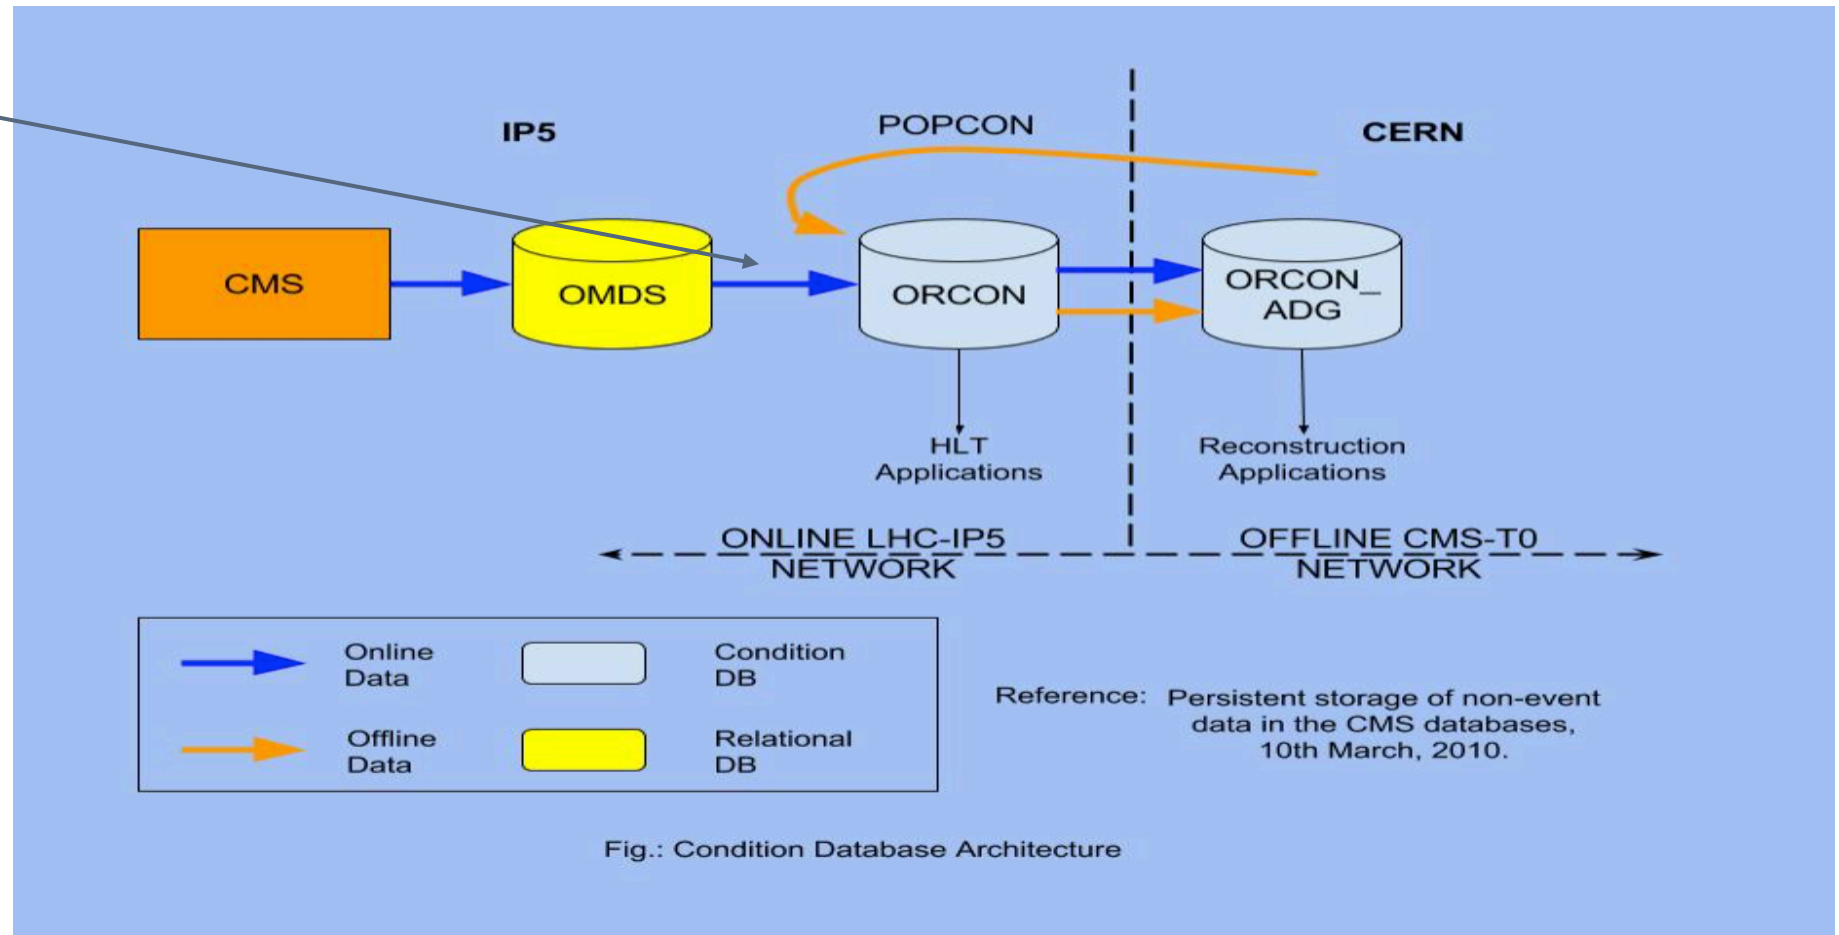 IP5
POPCON
CERN
CMS
OMDS
ORCON
ORCON_
ADG
HLT
Applications
Reconstruction
Applications
ONLINE LHC-IP5
NETWORK
OFFLINE CMS-T0
NETWORK
Online
Data
Condition
DB
Offline
Data
Relational
DB
Reference: Persistent storage of non-event
data in the CMS databases,
10th March, 2010.
Fig.: Condition Database Architecture